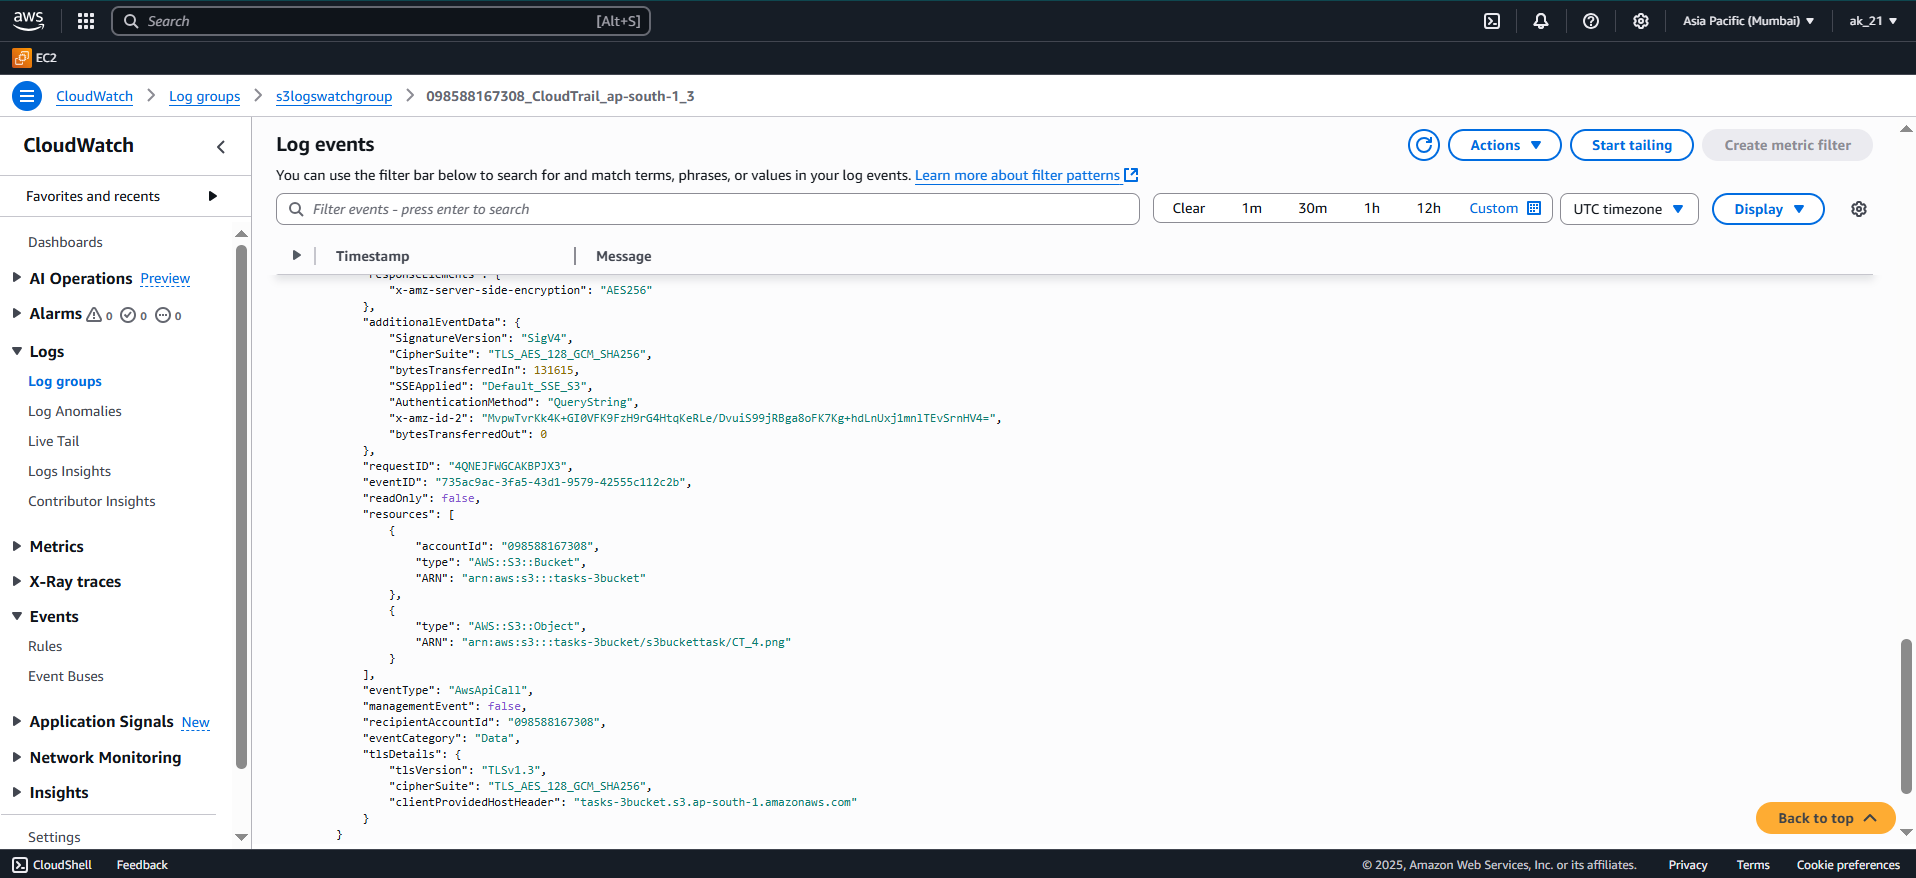 aws
Search [Alt+S]
Asia Pacific (Mumbai) ▼
ak_21 ▼
EC2
CloudWatch > Log groups > s3logswatchgroup > 098588167308_CloudTrail_ap-south-1_3
CloudWatch
Favorites and recents
Dashboards
AI Operations Preview
Alarms 0 0 0
Logs
Log groups
Log Anomalies
Live Tail
Logs Insights
Contributor Insights
Metrics
X-Ray traces
Events
Rules
Event Buses
Application Signals New
Network Monitoring
Insights
Settings
Log events
Actions ▼
Start tailing
Create metric filter
You can use the filter bar below to search for and match terms, phrases, or values in your log events. Learn more about filter patterns
Filter events - press enter to search
Clear 1m 30m 1h 12h Custom
UTC timezone ▼
Display ▼
Timestamp
Message
"responseElements": {
"x-amz-server-side-encryption": "AES256"
},
"additionalEventData": {
"SignatureVersion": "SigV4",
"CipherSuite": "TLS_AES_128_GCM_SHA256",
"bytesTransferredIn": 131615,
"SSEApplied": "Default_SSE_S3",
"AuthenticationMethod": "QueryString",
"x-amz-id-2": "MvpwTvrKk4K+GI0VFK9FzH9rG4HtqKeRLe/DvuiS99jRBga8oFK7Kg+hdLnUxj1mnlTEvSrnHV4=",
"bytesTransferredOut": 0
},
"requestID": "4QNEJFWGCAKBPJX3",
"eventID": "735ac9ac-3fa5-43d1-9579-42555c112c2b",
"readOnly": false,
"resources": [
{
"accountId": "098588167308",
"type": "AWS::S3::Bucket",
"ARN": "arn:aws:s3:::tasks-3bucket"
},
{
"type": "AWS::S3::Object",
"ARN": "arn:aws:s3:::tasks-3bucket/s3buckettask/CT_4.png"
}
],
"eventType": "AwsApiCall",
"managementEvent": false,
"recipientAccountId": "098588167308",
"eventCategory": "Data",
"tlsDetails": {
"tlsVersion": "TLSv1.3",
"cipherSuite": "TLS_AES_128_GCM_SHA256",
"clientProvidedHostHeader": "tasks-3bucket.s3.ap-south-1.amazonaws.com"
}
}
Back to top
CloudShell
Feedback
© 2025, Amazon Web Services, Inc. or its affiliates.
Privacy
Terms
Cookie preferences